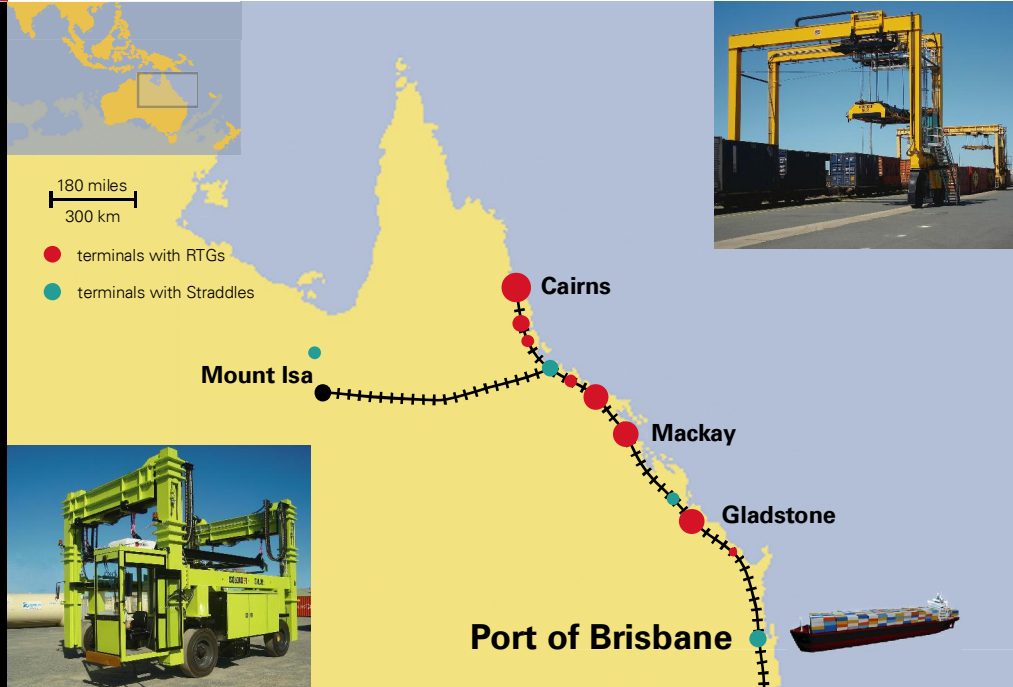 180 miles
300 km
terminals with RTGs
terminals with Straddles
Cairns
Mount Isa
Mackay
Gladstone
Port of Brisbane